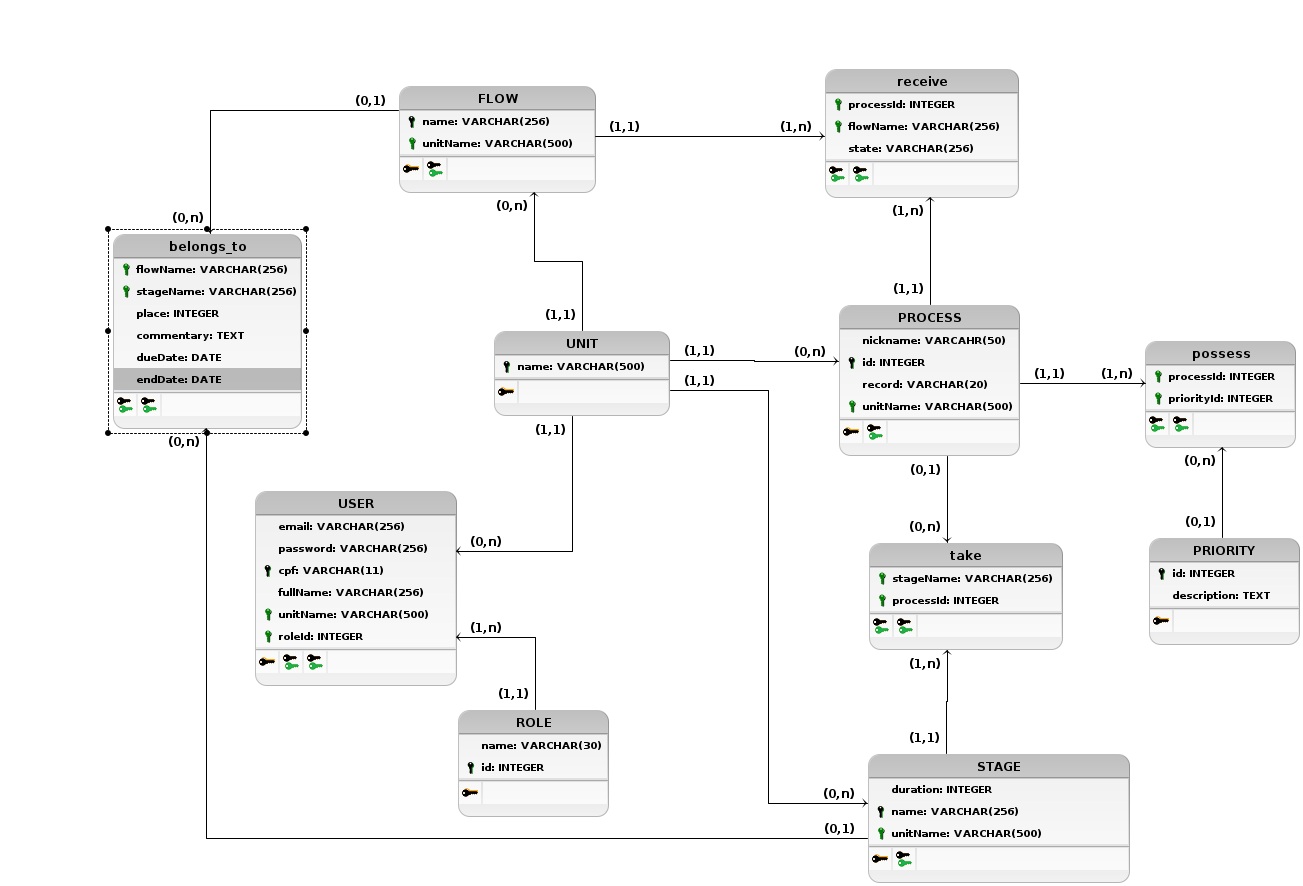 FLOW
name: VARCHAR(256)
unitName: VARCHAR(500)
(0,1)
(1,1)
(1,n)
receive
processId: INTEGER
flowName: VARCHAR(256)
state: VARCHAR(256)
(0,n)
(0,n)
(1,n)
belongs_to
flowName: VARCHAR(256)
stageName: VARCHAR(256)
place: INTEGER
commentary: TEXT
dueDate: DATE
endDate: DATE
(0,n)
(1,1)
(1,1)
UNIT
name: VARCHAR(500)
(1,1)
(0,n)
(1,1)
(1,1)
PROCESS
nickname: VARCAHR(50)
id: INTEGER
record: VARCHAR(20)
unitName: VARCHAR(500)
(1,1)
(1,n)
possess
processId: INTEGER
priorityId: INTEGER
(0,n)
(0,1)
PRIORITY
id: INTEGER
description: TEXT
(0,1)
(0,n)
take
stageName: VARCHAR(256)
processId: INTEGER
(1,n)
(1,1)
USER
email: VARCHAR(256)
password: VARCHAR(256)
cpf: VARCHAR(11)
fullName: VARCHAR(256)
unitName: VARCHAR(500)
roleId: INTEGER
(0,n)
(1,n)
(1,1)
ROLE
name: VARCHAR(30)
id: INTEGER
STAGE
duration: INTEGER
name: VARCHAR(256)
unitName: VARCHAR(500)
(0,n)
(0,1)